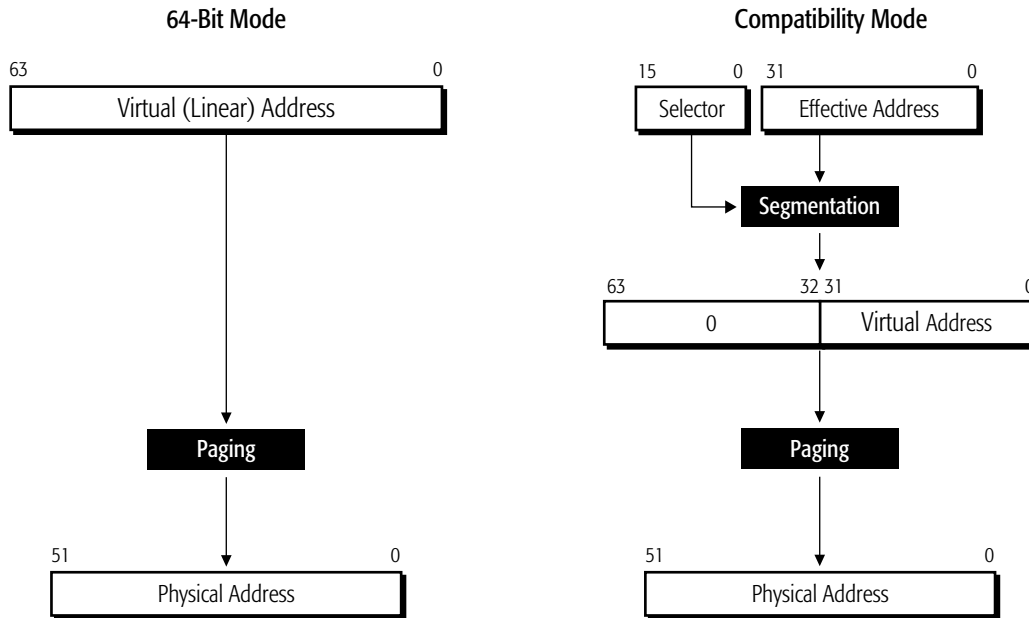 64-Bit Mode
63 0
Virtual (Linear) Address
Paging
51 0
Physical Address
Compatibility Mode
15 0 31 0
Selector Effective Address
Segmentation
63 32 31 0
0 Virtual Address
Paging
51 0
Physical Address